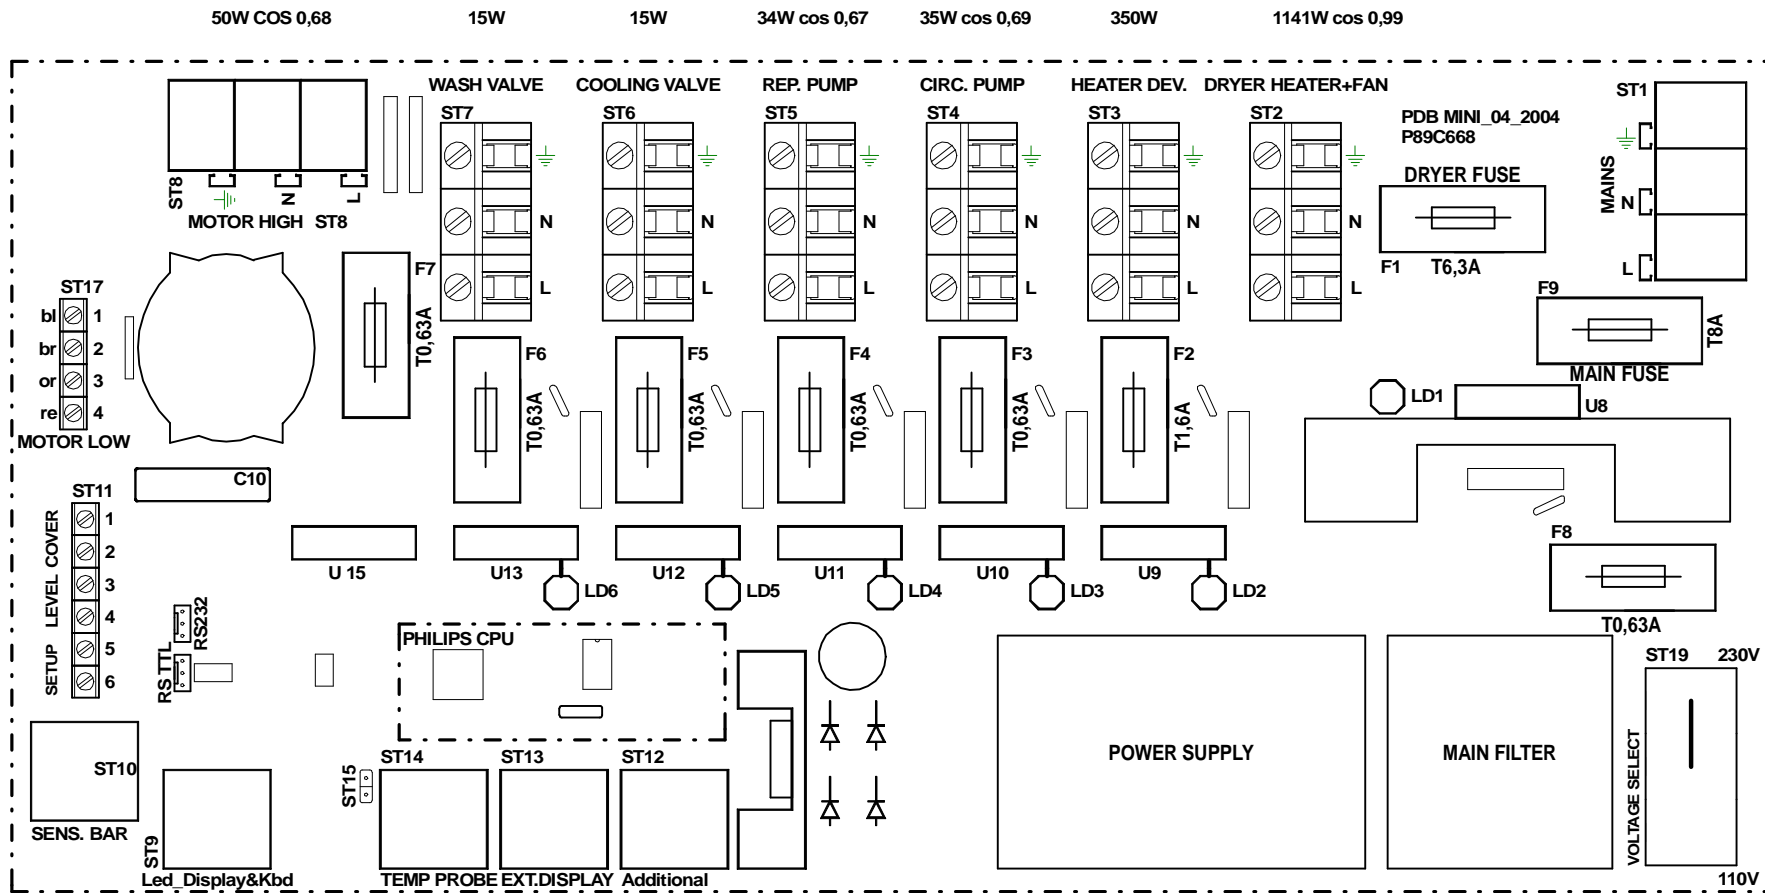 50W COS 0,68
15W
15W
34W cos 0,67
35W cos 0,69
350W
1141W cos 0,99
WASH VALVE
COOLING VALVE
REP. PUMP
CIRC. PUMP
HEATER DEV.
DRYER HEATER+FAN
ST1
ST7
ST6
ST5
ST4
ST3
ST2
PDB MINI_04_2004
P89C668
MAINS
N
L
DRYER FUSE
F1
T6,3A
ST8
N
L
MOTOR HIGH ST8
N
L
N
L
N
L
N
L
N
L
N
L
F7
T0,63A
F9
T8A
MAIN FUSE
ST17
bl
1
br
2
or
3
re
4
MOTOR LOW
F6
T0,63A
F5
T0,63A
F4
T0,63A
F3
T0,63A
F2
T1,6A
LD1
U8
C10
ST11
1
2
3
4
5
6
COVER
LEVEL
SETUP
U 15
U13
LD6
U12
LD5
U11
LD4
U10
LD3
U9
LD2
F8
T0,63A
RS232
RS TTL
PHILIPS CPU
ST19
230V
VOLTAGE SELECT
110V
POWER SUPPLY
MAIN FILTER
ST10
SENS. BAR
ST9
Led_Display&Kbd
ST15
ST14
TEMP PROBE
ST13
EXT.DISPLAY
ST12
Additional